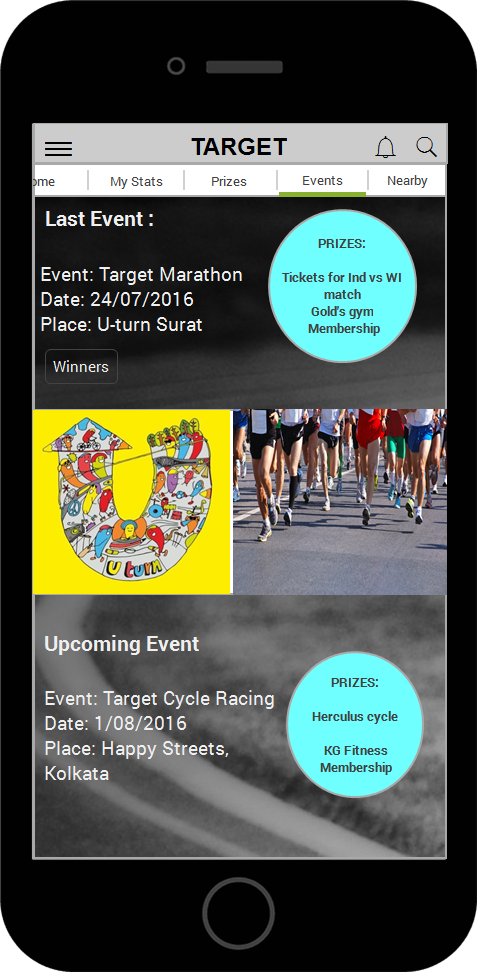 TARGET
ome
My Stats
Prizes
Events
Nearby
Last Event :
PRIZES:
Tickets for Ind vs WI
match
Gold's gym
Membership
Event: Target Marathon
Date: 24/07/2016
Place: U-turn Surat
Winners
U turn
Upcoming Event
PRIZES:
Herculus cycle
KG Fitness
Membership
Event: Target Cycle Racing
Date: 1/08/2016
Place: Happy Streets,
Kolkata